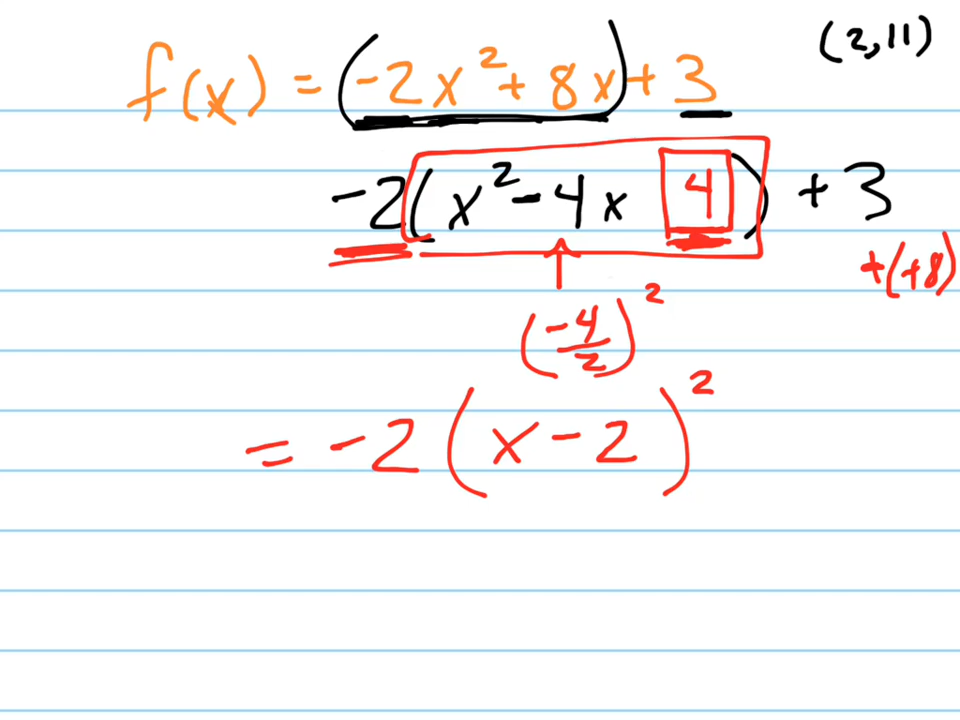 (2,11)
f(x) = (-2x² + 8x) + 3
-2(x² - 4x 4) + 3
+(+8)
(-4/2)²
= -2(x - 2)²